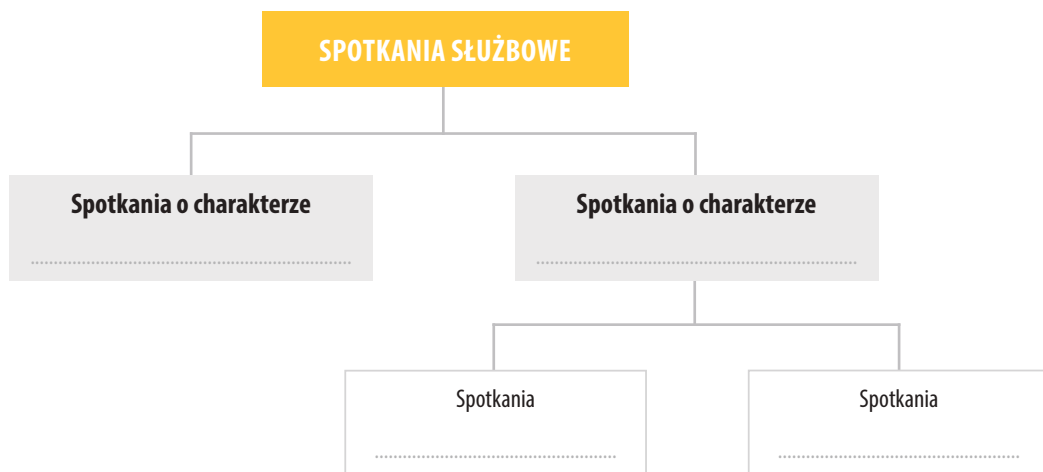 SPOTKANIA SŁUŻBOWE
Spotkania o charakterze
Spotkania o charakterze
Spotkania
Spotkania